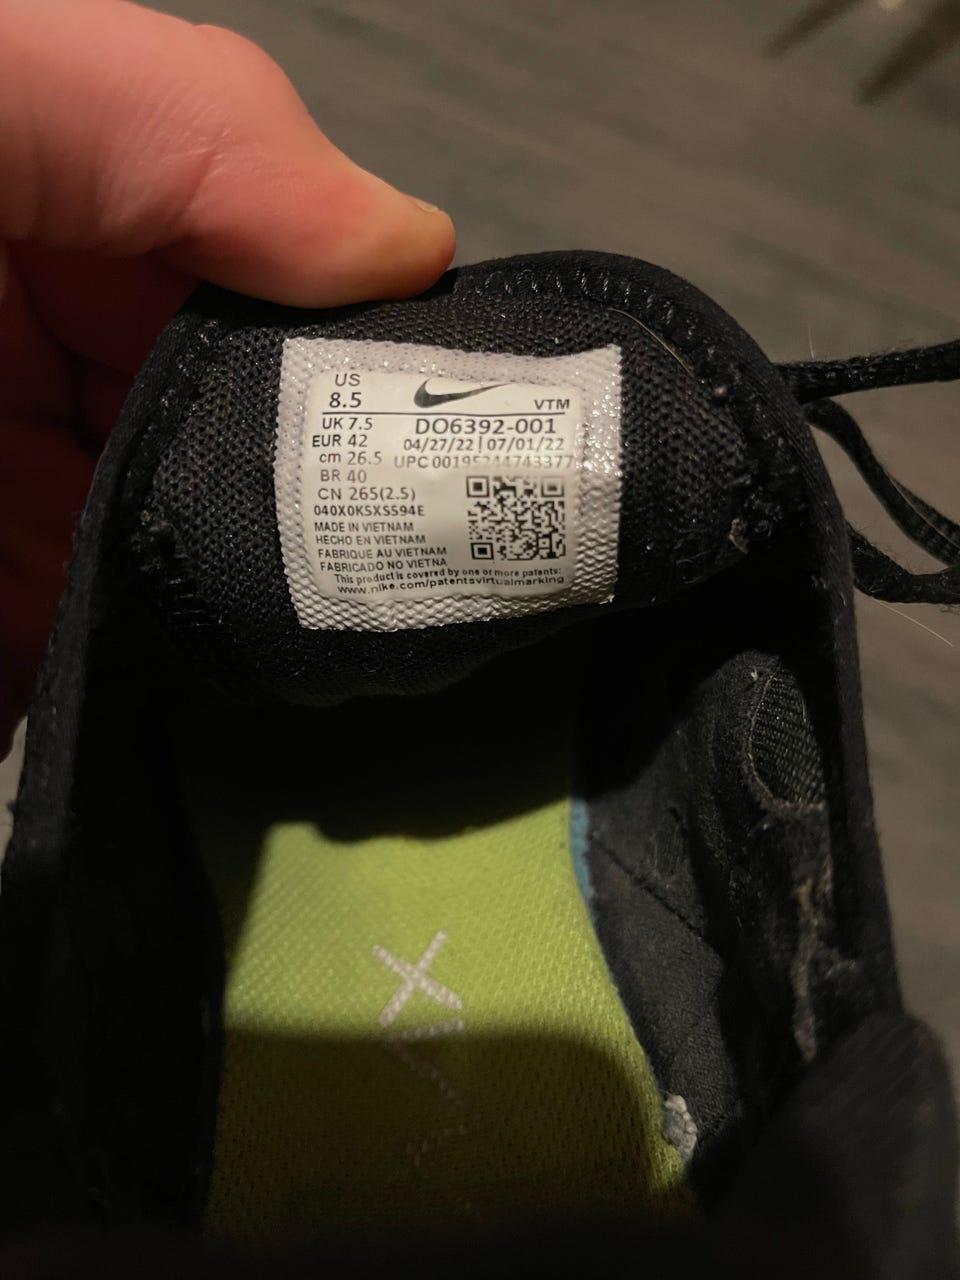 US
8.5
VTM
UK 7.5
DO6392-001
EUR 42
04/27/22 | 07/01/22
cm 26.5
UPC
BR 40
CN 265(2.5)
MADE IN VIETNAM
HECHO EN VIETNAM
FABRIQUE AU VIETNAM
FABRICADO NO VIETNA
This product is covered by one or more patents:
www.nike.com/patentsvirtualmarking